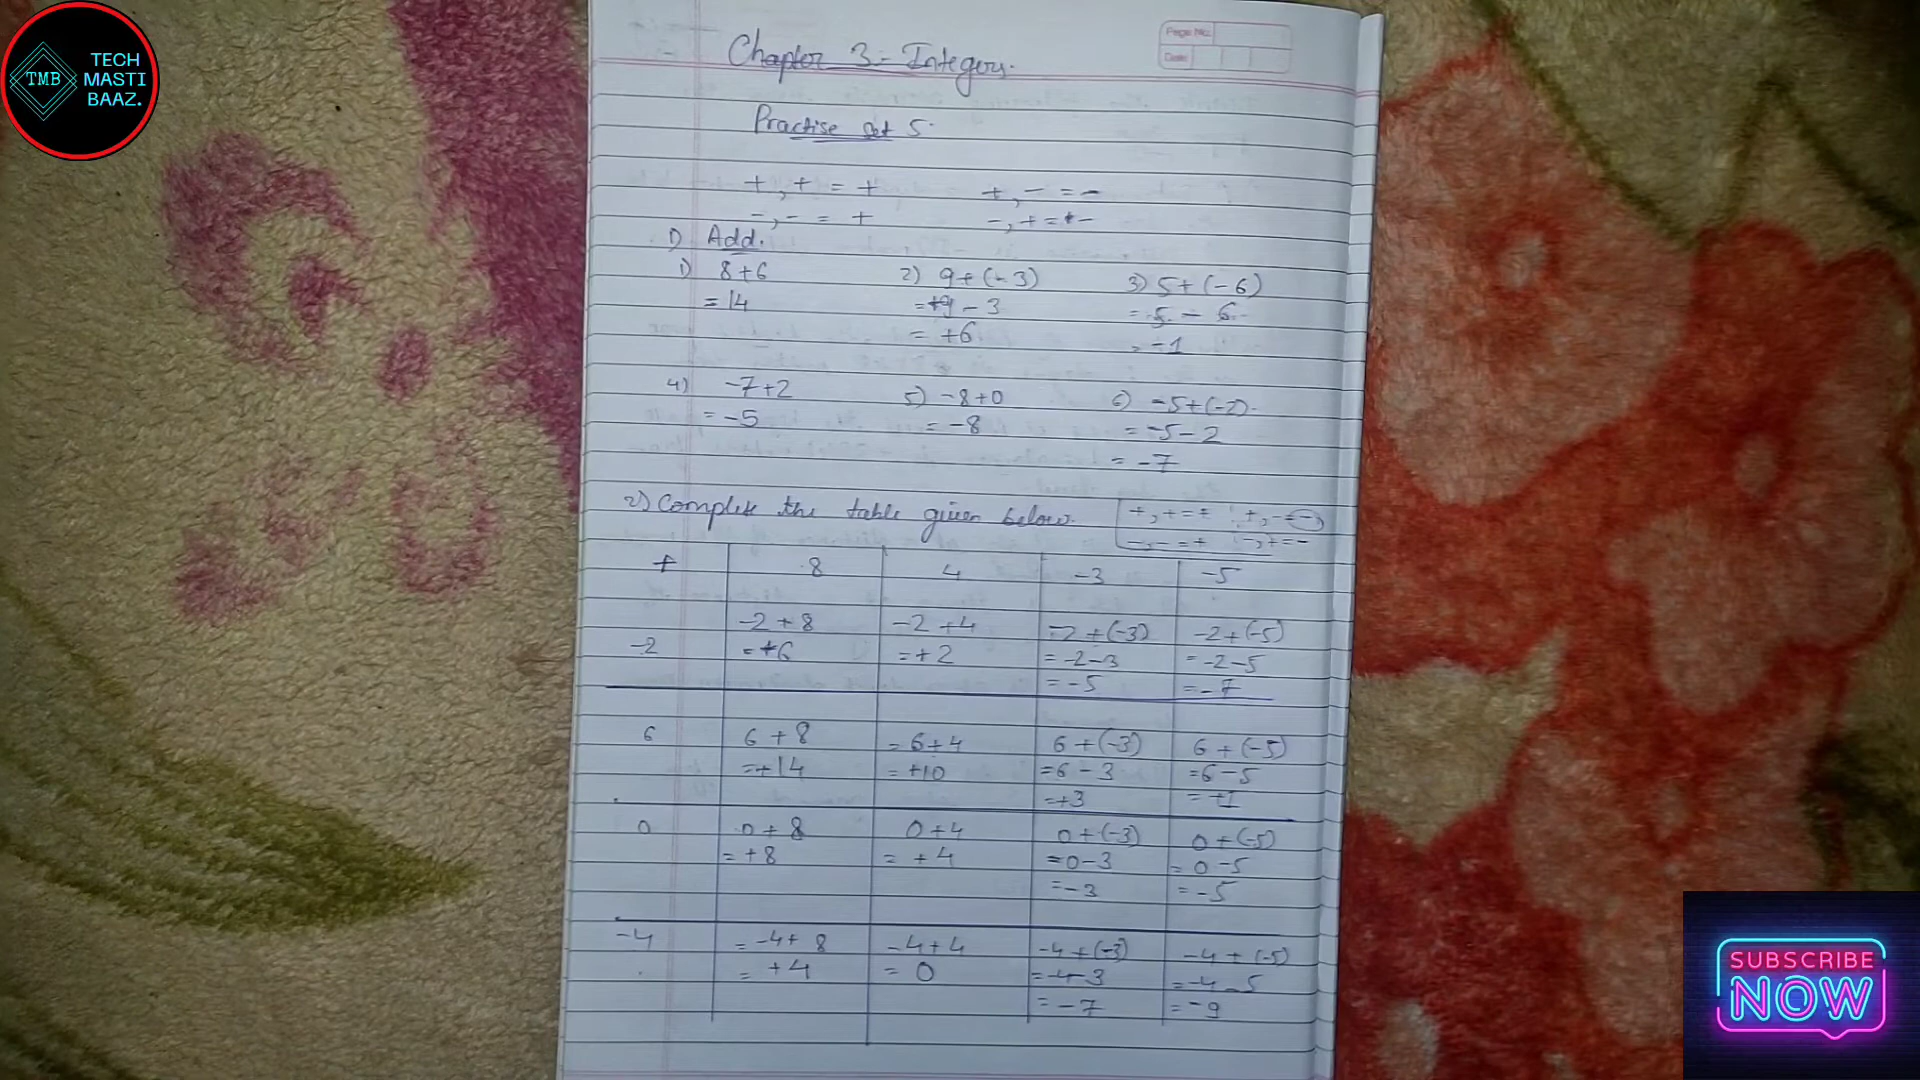 TMB
TECH
MASTI
BAAZ.
Page No.
Date
Chapter 3 - Integers.
Practise set 5.
+ , + = + + , - = -
- , - = + - , + = -
1) Add.
1) 8+6 2) 9+(-3) 3) 5+(-6)
= 14 = +9 - 3 = 5 - 6
= +6 = -1
4) -7+2 5) -8+0 6) -5+(-2).
= -5 = -8 = -5-2
= -7
2) Complete the table given below. +, + = + +, - = -
-, - = + -, + = -
+ 8 4 -3 -5
-2+8 -2+4 -2+(-3) -2+(-5)
-2 = +6 = +2 = -2-3 = -2-5
= -5 = -7
6 6+8 = 6+4 6+(-3) 6+(-5)
= +14 = +10 = 6-3 = 6-5
= +3 = +1
0 0+8 0+4 0+(-3) 0+(-5)
= +8 = +4 = 0-3 = 0-5
= -3 = -5
-4 = -4+8 -4+4 -4+(-3) -4+(-5)
= +4 = 0 = -4-3 = -4-5
= -7 = -9
SUBSCRIBE
NOW